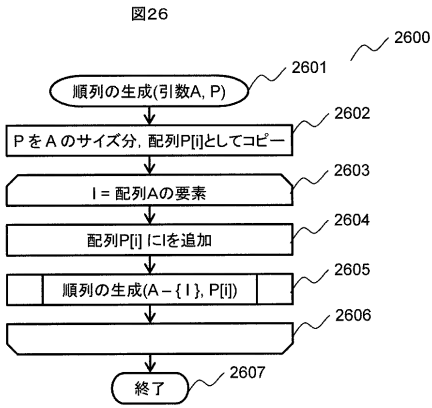 図26
2600
2601
順列の生成(引数A, P)
2602
PをAのサイズ分, 配列P[i]としてコピー
2603
I = 配列Aの要素
2604
配列P[i] にIを追加
2605
順列の生成(A－{ I }, P[i])
2606
2607
終了